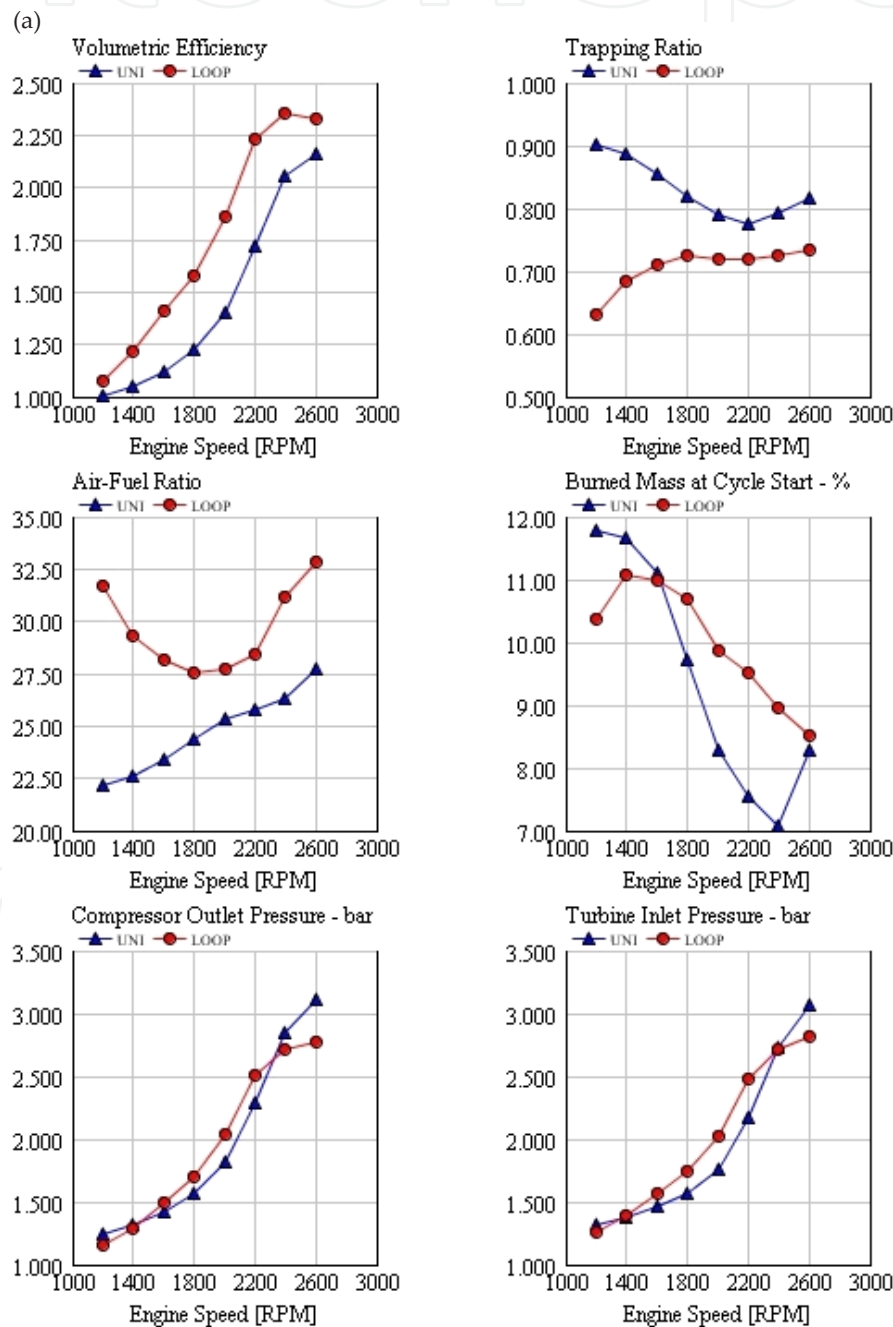 (a)
Volumetric Efficiency
UNI LOOP
2.500
2.250
2.000
1.750
1.500
1.250
1.000
1000 1400 1800 2200 2600 3000
Engine Speed [RPM]
Trapping Ratio
UNI LOOP
1.000
0.900
0.800
0.700
0.600
0.500
1000 1400 1800 2200 2600 3000
Engine Speed [RPM]
Air-Fuel Ratio
UNI LOOP
35.00
32.50
30.00
27.50
25.00
22.50
20.00
1000 1400 1800 2200 2600 3000
Engine Speed [RPM]
Burned Mass at Cycle Start - %
UNI LOOP
12.00
11.00
10.00
9.00
8.00
7.00
1000 1400 1800 2200 2600 3000
Engine Speed [RPM]
Compressor Outlet Pressure - bar
UNI LOOP
3.500
3.000
2.500
2.000
1.500
1.000
1000 1400 1800 2200 2600 3000
Engine Speed [RPM]
Turbine Inlet Pressure - bar
UNI LOOP
3.500
3.000
2.500
2.000
1.500
1.000
1000 1400 1800 2200 2600 3000
Engine Speed [RPM]